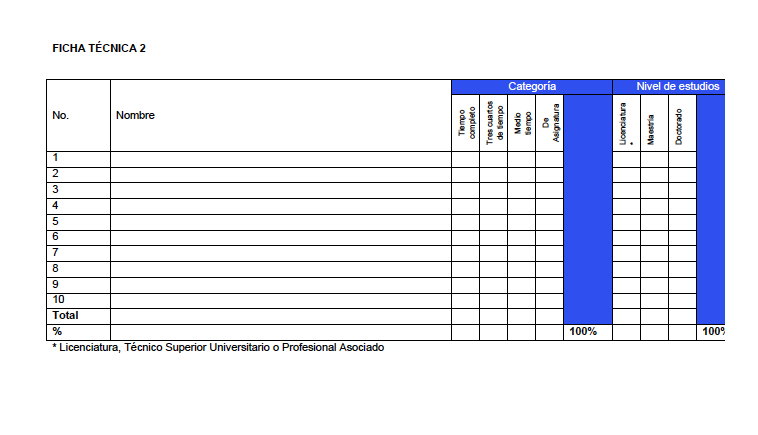 FICHA TÉCNICA 2
Categoría Nivel de estudios
No. Nombre
Tiempo completo
Tres cuartos de tiempo
Medio tiempo
De Asignatura
Licenciatura *
Maestría
Doctorado
1
2
3
4
5
6
7
8
9
10
Total
% 100% 100%
* Licenciatura, Técnico Superior Universitario o Profesional Asociado